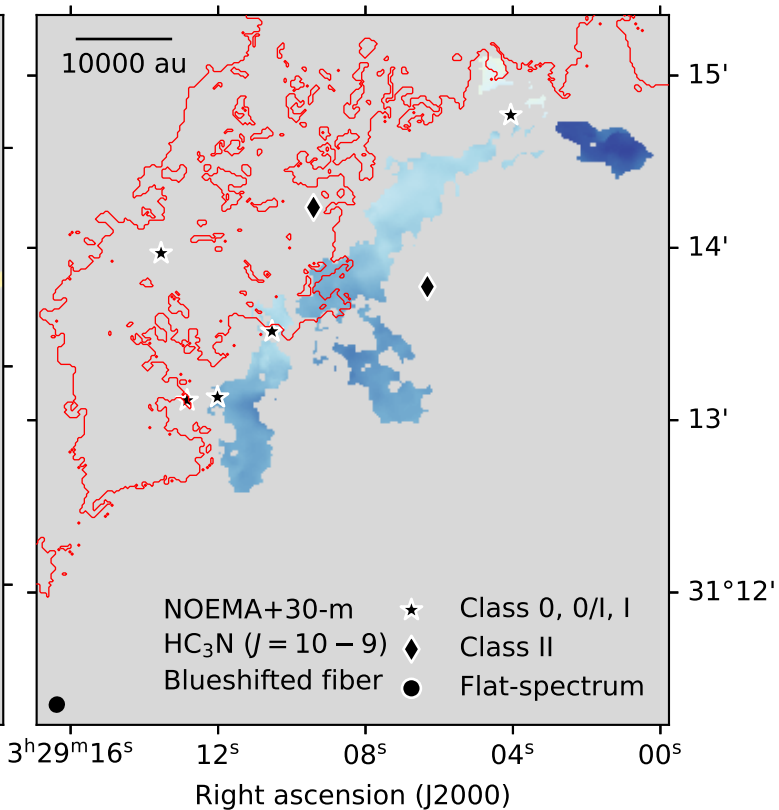 10000 au
15'
14'
13'
31°12'
NOEMA+30-m
HC₃N (J = 10 − 9)
Blueshifted fiber
Class 0, 0/I, I
Class II
Flat-spectrum
3ʰ29ᵐ16ˢ 12ˢ 08ˢ 04ˢ 00ˢ
Right ascension (J2000)